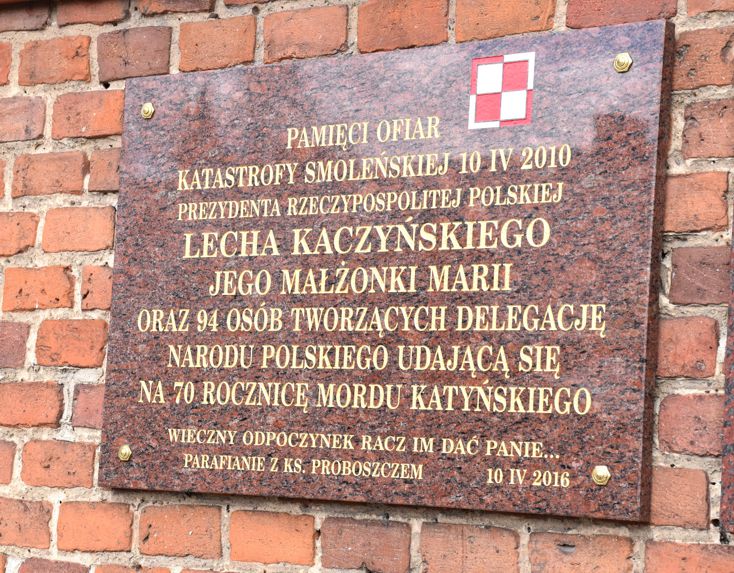 PAMIĘCI OFIAR
KATASTROFY SMOLEŃSKIEJ 10 IV 2010
PREZYDENTA RZECZYPOSPOLITEJ POLSKIEJ
LECHA KACZYŃSKIEGO
JEGO MAŁŻONKI MARII
ORAZ 94 OSÓB TWORZĄCYCH DELEGACJĘ
NARODU POLSKIEGO UDAJĄCĄ SIĘ
NA 70 ROCZNICĘ MORDU KATYŃSKIEGO
WIECZNY ODPOCZYNEK RACZ IM DAĆ PANIE...
PARAFIANIE Z KS. PROBOSZCZEM 10 IV 2016